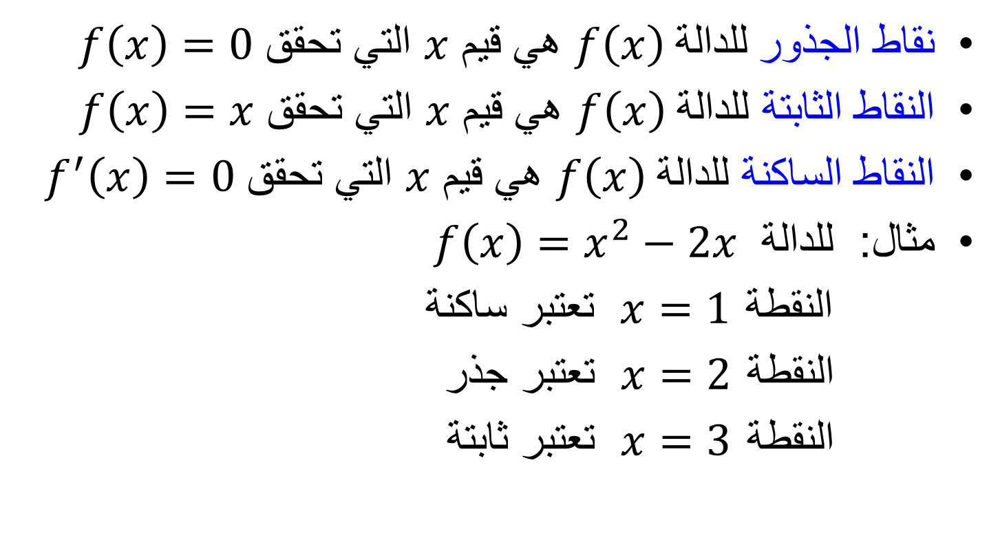 • نقاط الجذور للدالة f(x) هي قيم x التي تحقق f(x) = 0
• النقاط الثابتة للدالة f(x) هي قيم x التي تحقق f(x) = x
• النقاط الساكنة للدالة f(x) هي قيم x التي تحقق f′(x) = 0
• مثال: للدالة f(x) = x² − 2x
النقطة x = 1 تعتبر ساكنة
النقطة x = 2 تعتبر جذر
النقطة x = 3 تعتبر ثابتة